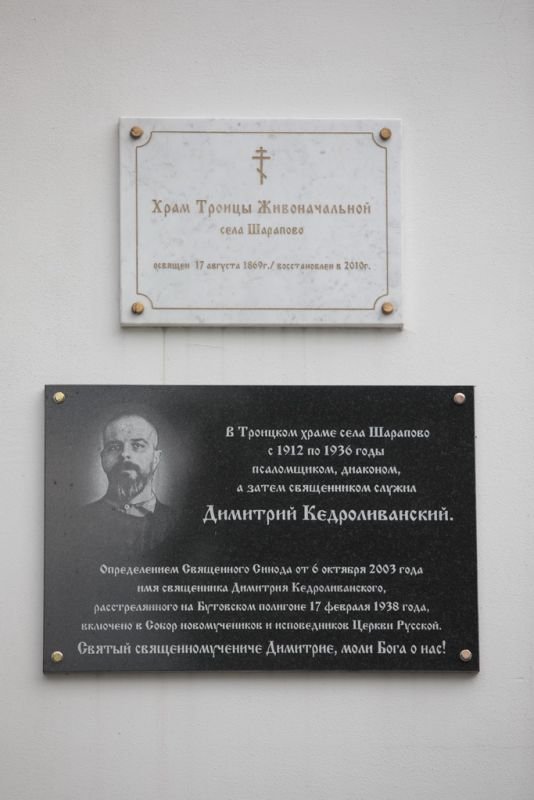 Храм Троицы Живоначальной
села Шарапово
освящен 17 августа 1869г./ восстановлен в 2010г.
В Троицком храме села Шарапово
с 1912 по 1936 годы
псаломщиком, диаконом,
а затем священником служил
Димитрий Кедроливанский.
Определением Священного Синода от 6 октября 2003 года
имя священника Димитрия Кедроливанского,
расстрелянного на Бутовском полигоне 17 февраля 1938 года,
включено в Собор новомучеников и исповедников Церкви Русской.
Святый священномучениче Димитрие, моли Бога о нас!